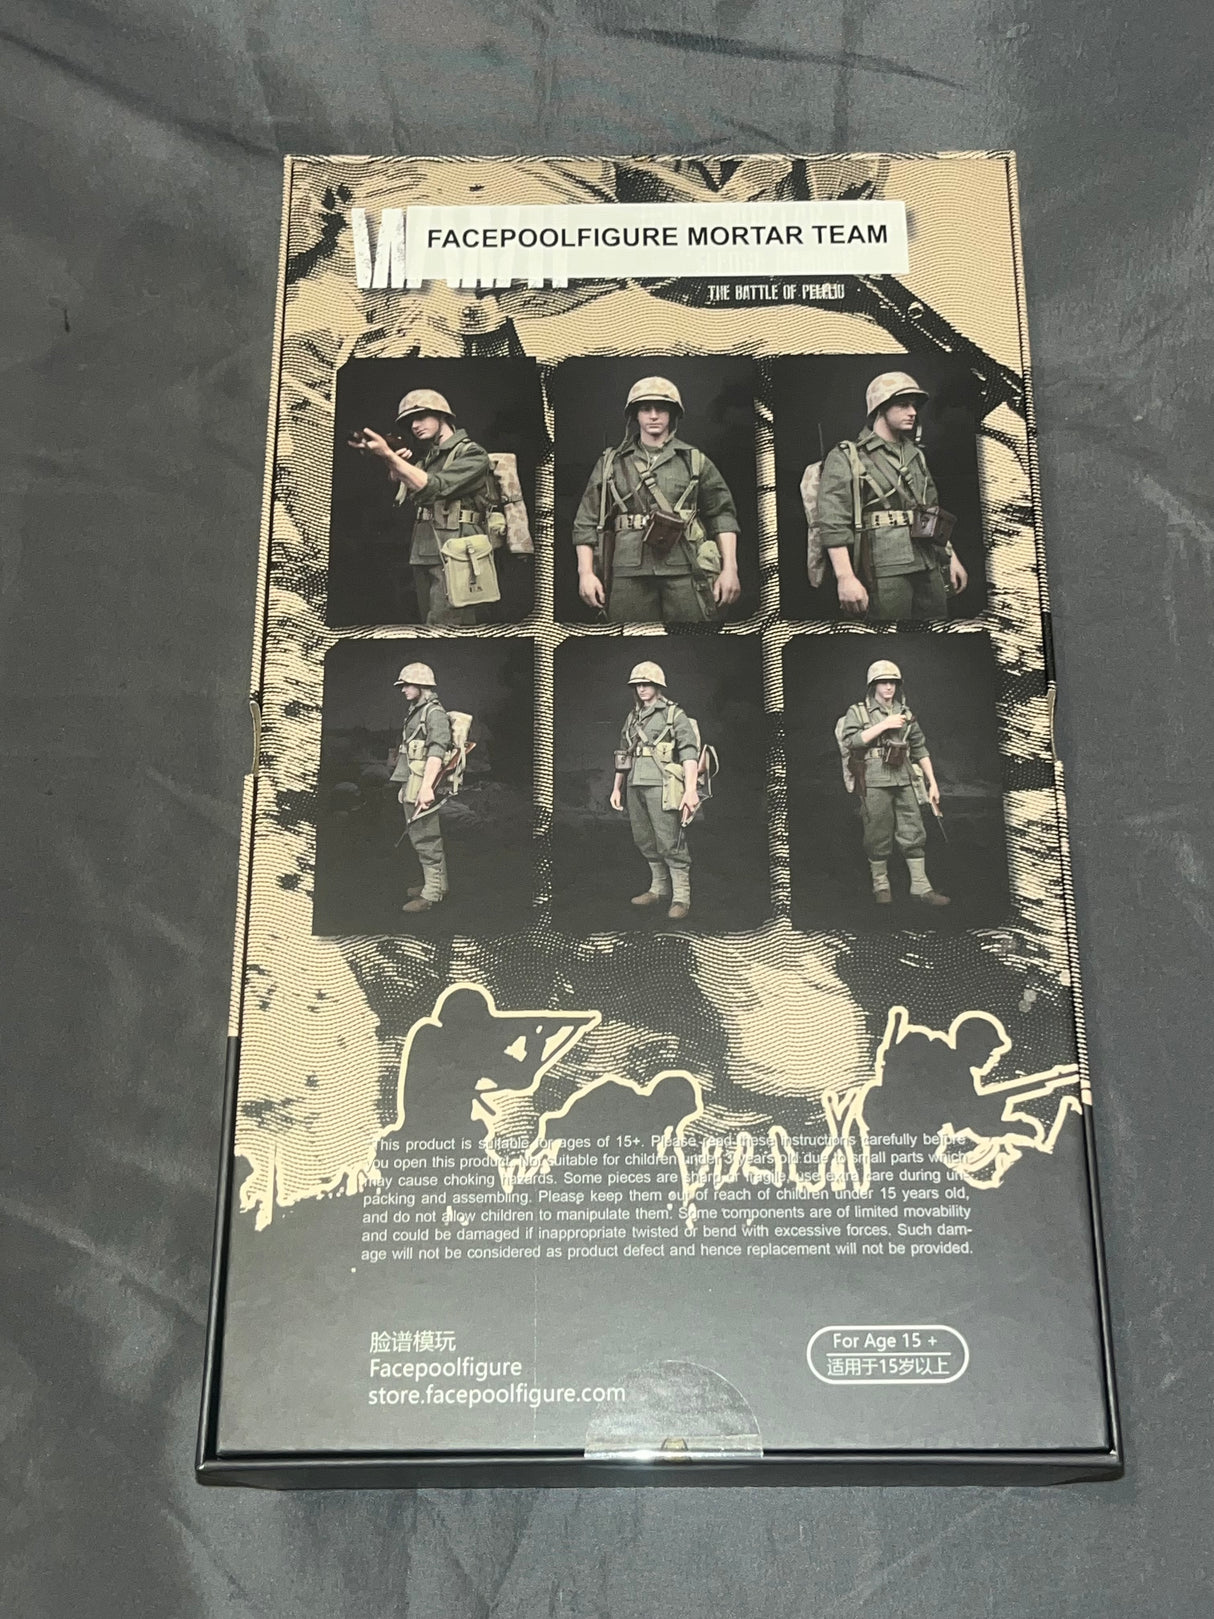 FACEPOOLFIGURE MORTAR TEAM
THE BATTLE OF PELELIU
This product is suitable for ages of 15+. Please read these instructions carefully before
you open this product. Not suitable for children under 3 years old due to small parts which
may cause choking hazards. Some pieces are sharp or fragile, use extra care during un-
packing and assembling. Please keep them out of reach of children under 15 years old,
and do not allow children to manipulate them. Some components are of limited movability
and could be damaged if inappropriate twisted or bend with excessive forces. Such dam-
age will not be considered as product defect and hence replacement will not be provided.
脸谱模玩
Facepoolfigure
store.facepoolfigure.com
For Age 15 +
适用于15岁以上